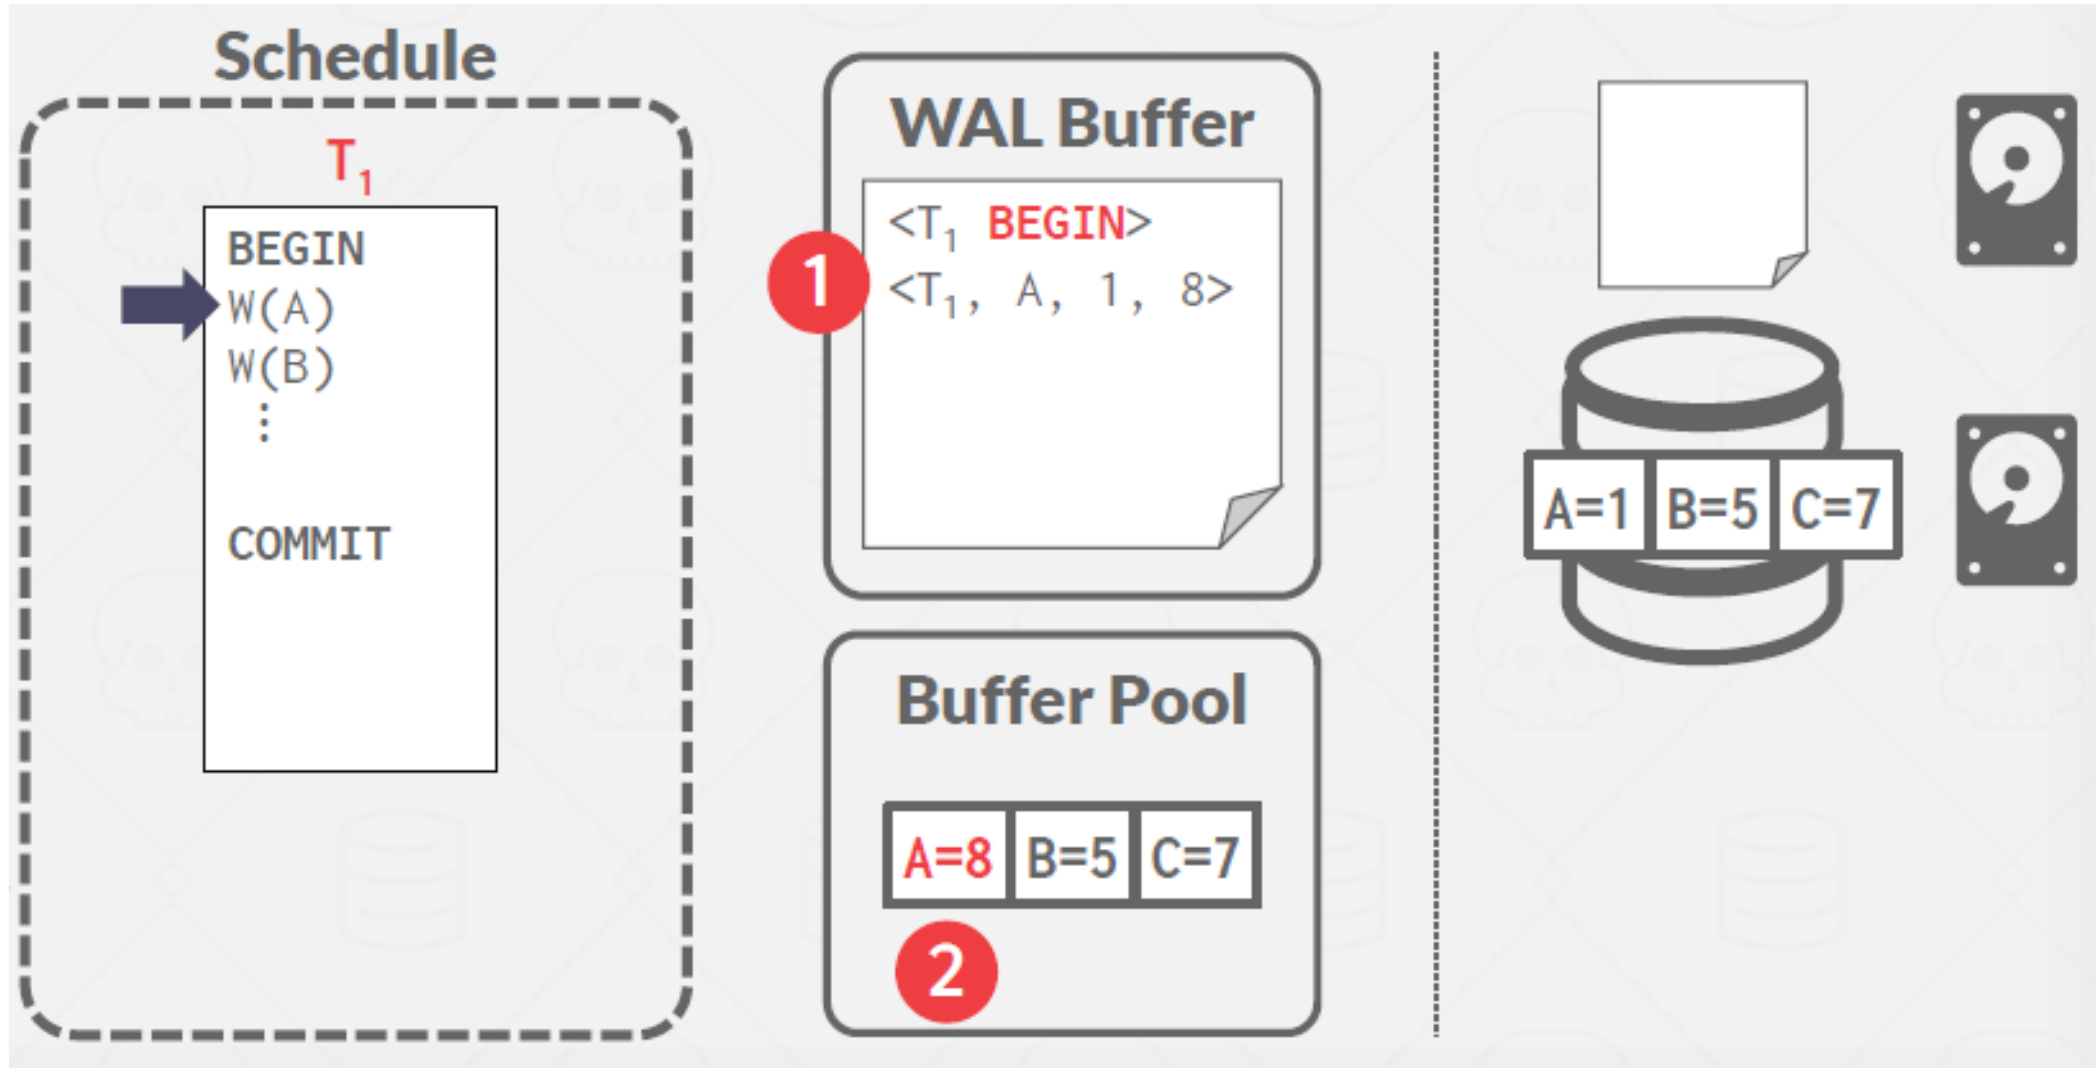 Schedule
T₁
BEGIN
W(A)
W(B)
⋮
COMMIT
WAL Buffer
<T₁ BEGIN>
1
<T₁, A, 1, 8>
Buffer Pool
A=8 B=5 C=7
2
A=1 B=5 C=7